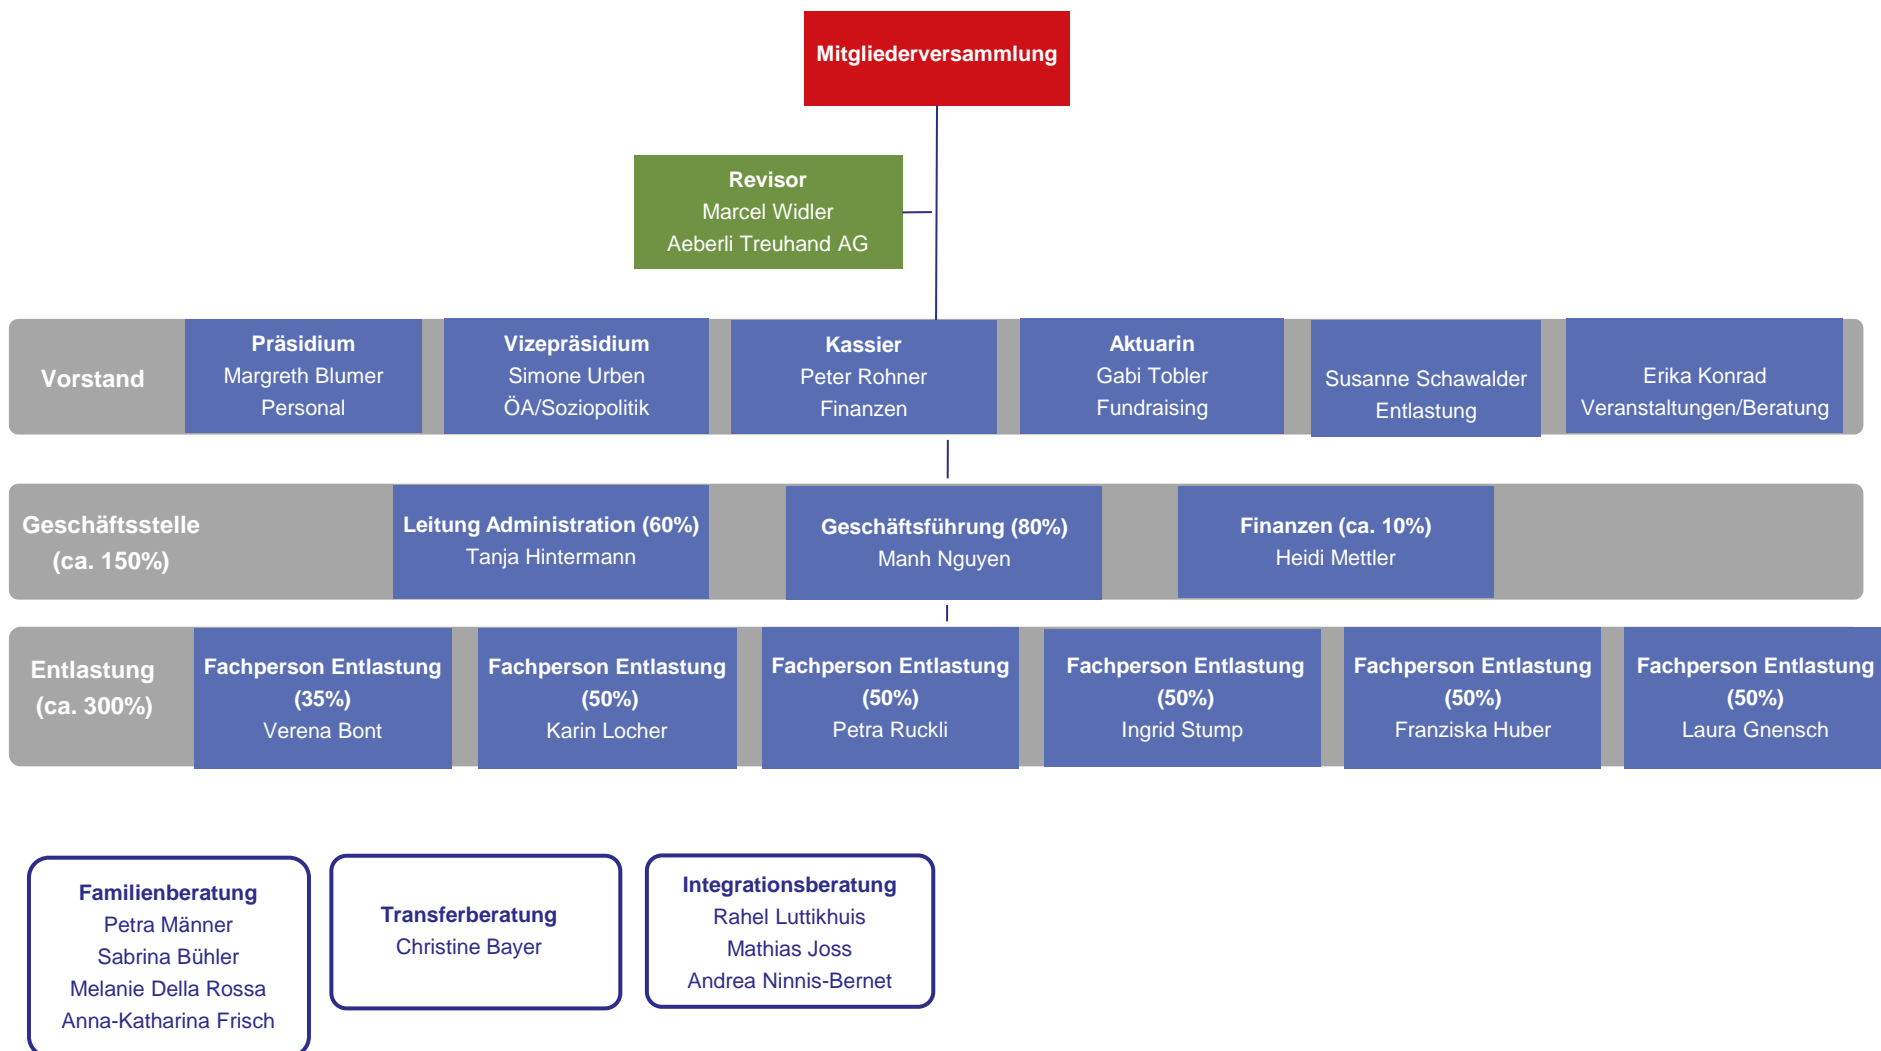 Mitgliederversammlung
Revisor
Marcel Widler
Aeberli Treuhand AG
Vorstand
Präsidium
Margreth Blumer
Personal
Vizepräsidium
Simone Urben
ÖA/Soziopolitik
Kassier
Peter Rohner
Finanzen
Aktuarin
Gabi Tobler
Fundraising
Susanne Schawalder
Entlastung
Erika Konrad
Veranstaltungen/Beratung
Geschäftsstelle
(ca. 150%)
Leitung Administration (60%)
Tanja Hintermann
Geschäftsführung (80%)
Manh Nguyen
Finanzen (ca. 10%)
Heidi Mettler
Entlastung
(ca. 300%)
Fachperson Entlastung
(35%)
Verena Bont
Fachperson Entlastung
(50%)
Karin Locher
Fachperson Entlastung
(50%)
Petra Ruckli
Fachperson Entlastung
(50%)
Ingrid Stump
Fachperson Entlastung
(50%)
Franziska Huber
Fachperson Entlastung
(50%)
Laura Gnensch
Familienberatung
Petra Männer
Sabrina Bühler
Melanie Della Rossa
Anna-Katharina Frisch
Transferberatung
Christine Bayer
Integrationsberatung
Rahel Luttikhuis
Mathias Joss
Andrea Ninnis-Bernet